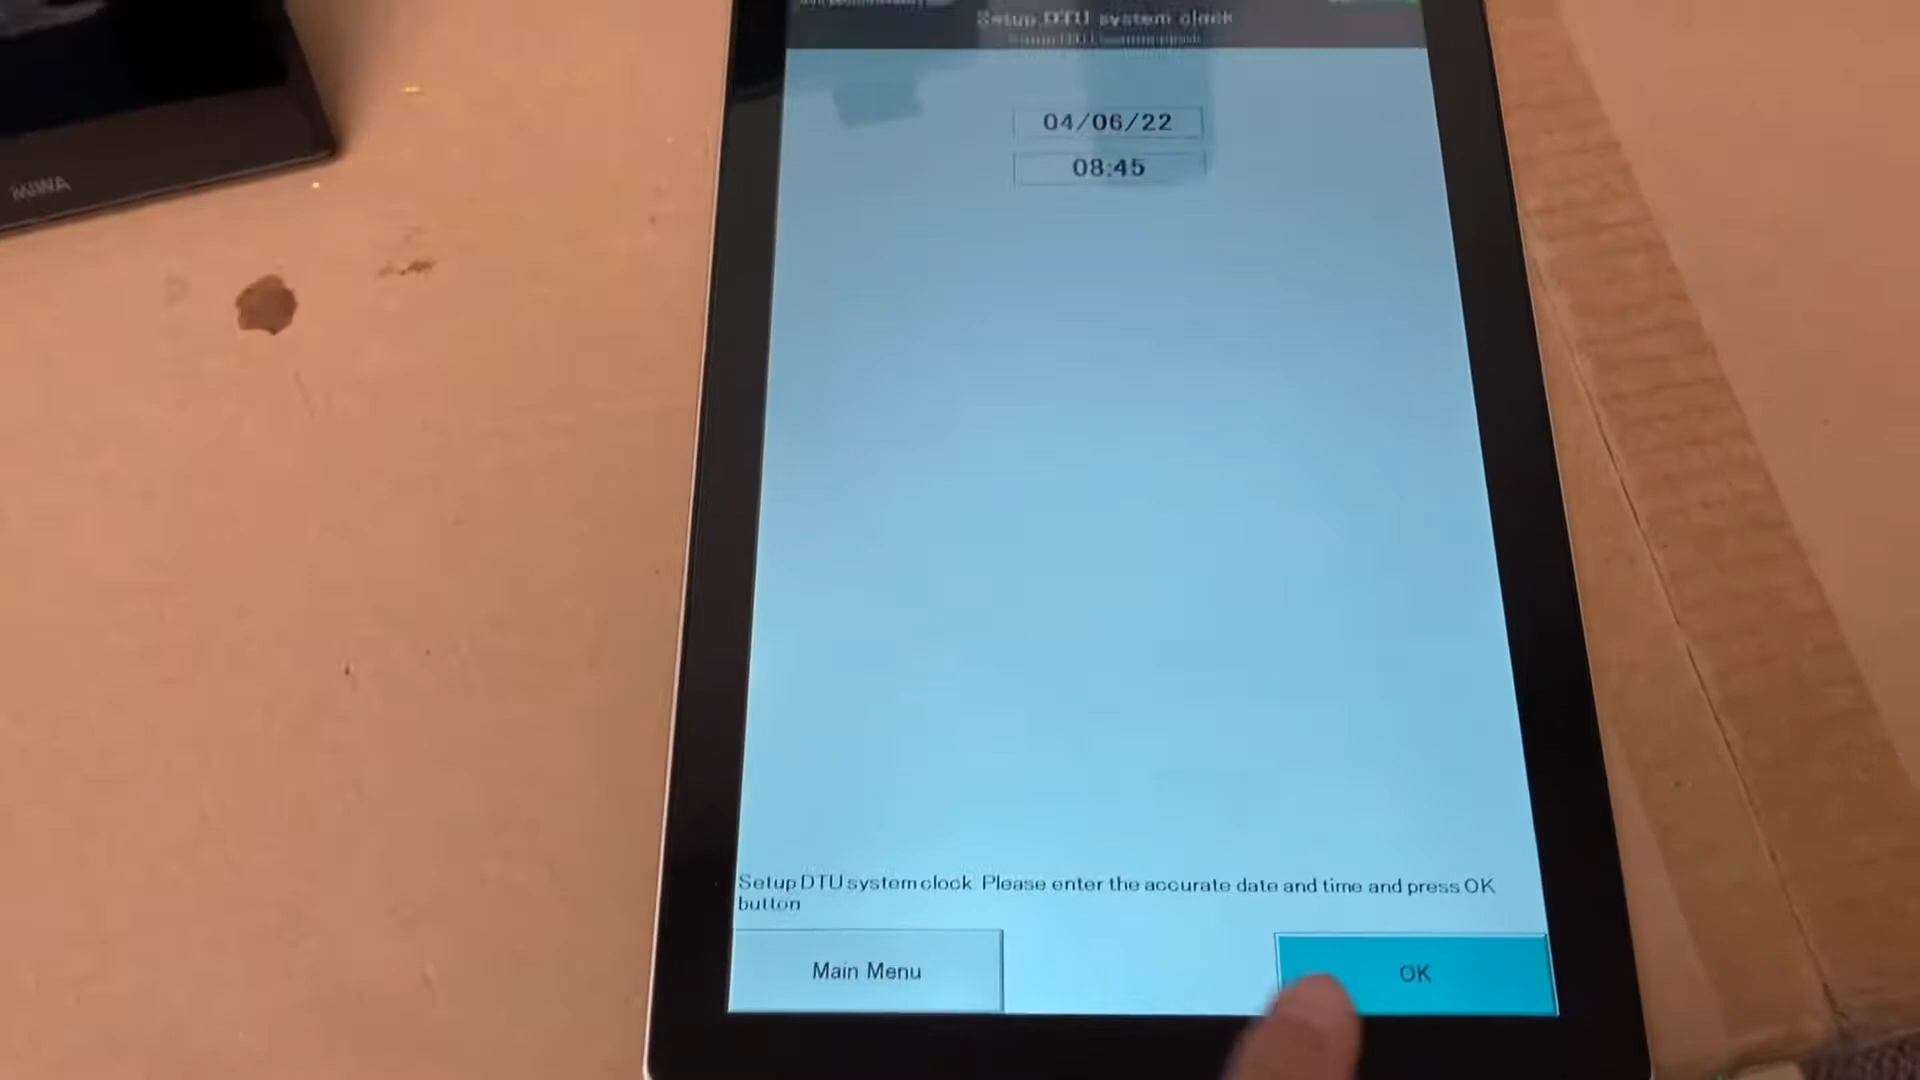 Setup DTU system clock
04/06/22
08:45
MIWA
Setup DTU system clock. Please enter the accurate date and time and press OK
button
Main Menu
OK